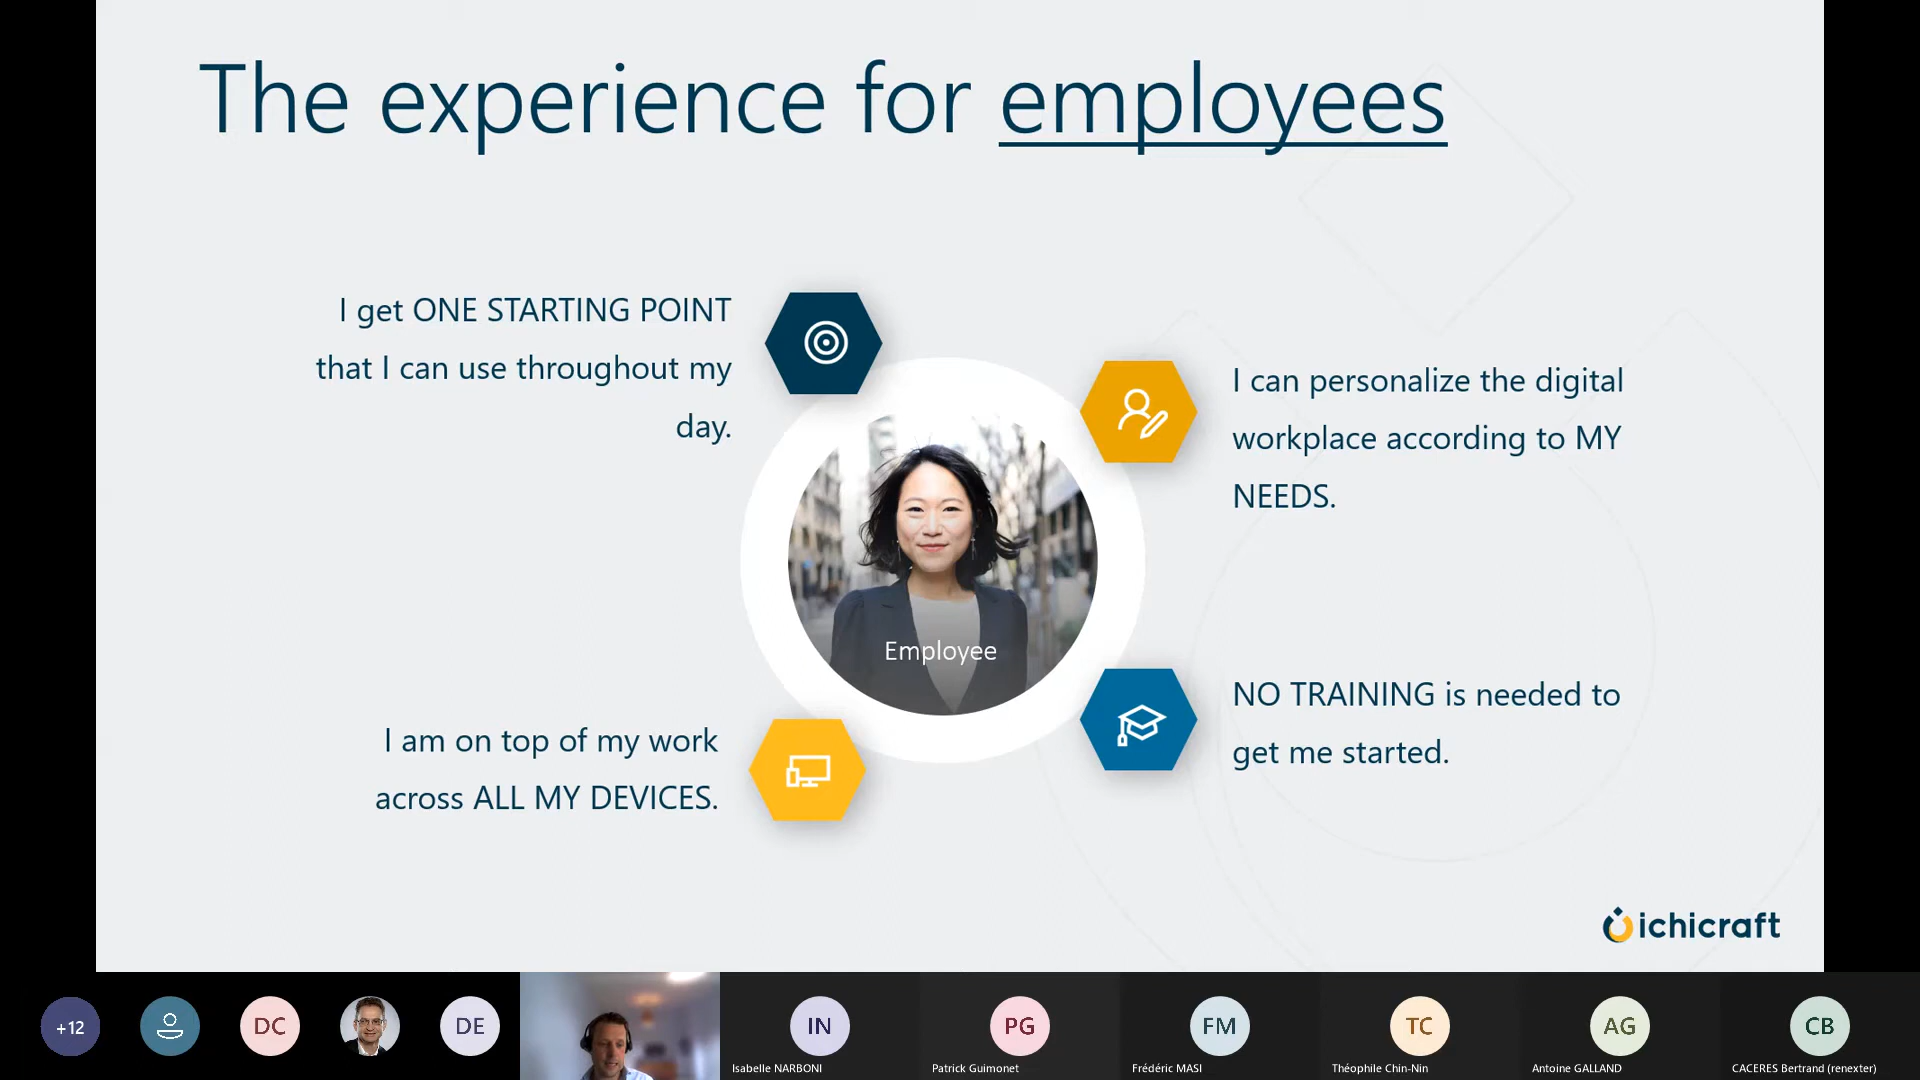 The experience for employees
I get ONE STARTING POINT
that I can use throughout my
day.
I can personalize the digital
workplace according to MY
NEEDS.
Employee
I am on top of my work
across ALL MY DEVICES.
NO TRAINING is needed to
get me started.
ichicraft
+12
DC
DE
IN
Isabelle NARBONI
PG
Patrick Guimonet
FM
Frédéric MASI
TC
Théophile Chin-Nin
AG
Antoine GALLAND
CB
CACERES Bertrand (renexter)